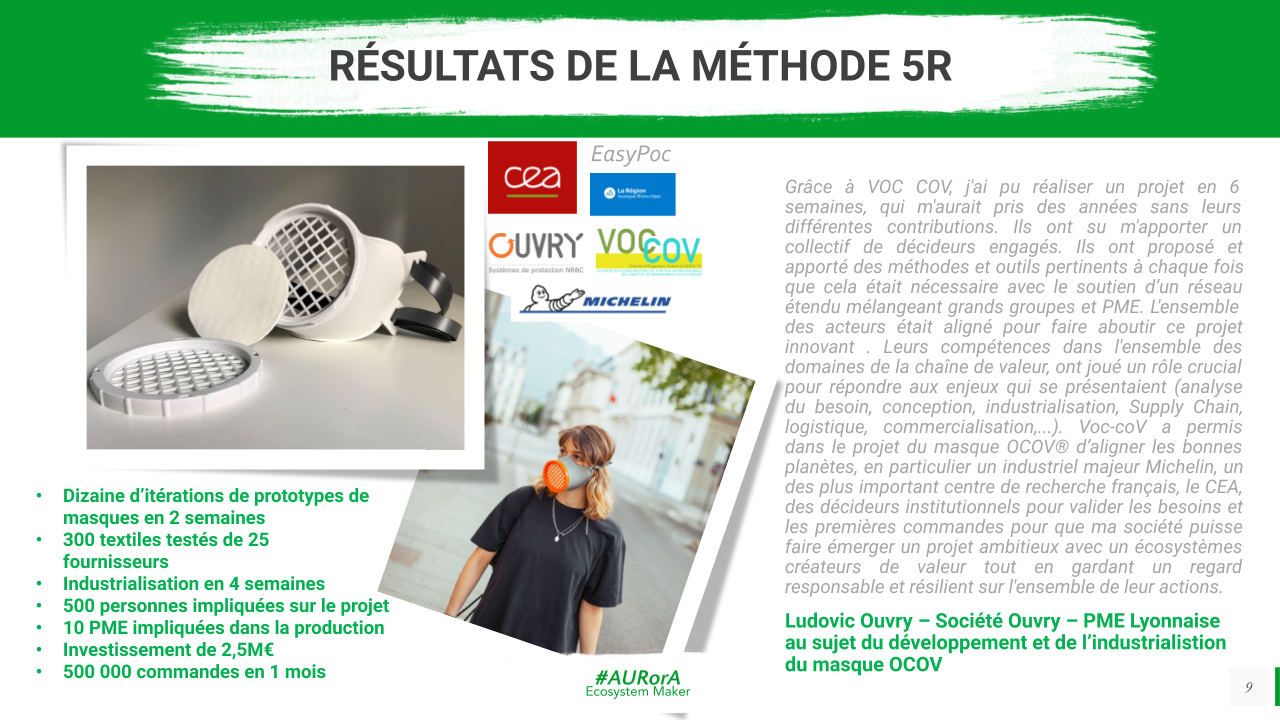 RÉSULTATS DE LA MÉTHODE 5R
cea
EasyPoc
La Région
Auvergne-Rhône-Alpes
OUVRY
Systèmes de protection NRBC
VOC COV
MICHELIN
• Dizaine d’itérations de prototypes de
masques en 2 semaines
• 300 textiles testés de 25
fournisseurs
• Industrialisation en 4 semaines
• 500 personnes impliquées sur le projet
• 10 PME impliquées dans la production
• Investissement de 2,5M€
• 500 000 commandes en 1 mois
#AURorA
Ecosystem Maker
Grâce à VOC COV, j'ai pu réaliser un projet en 6
semaines, qui m'aurait pris des années sans leurs
différentes contributions. Ils ont su m'apporter un
collectif de décideurs engagés. Ils ont proposé et
apporté des méthodes et outils pertinents à chaque fois
que cela était nécessaire avec le soutien d’un réseau
étendu mélangeant grands groupes et PME. L'ensemble
des acteurs était aligné pour faire aboutir ce projet
innovant . Leurs compétences dans l'ensemble des
domaines de la chaîne de valeur, ont joué un rôle crucial
pour répondre aux enjeux qui se présentaient (analyse
du besoin, conception, industrialisation, Supply Chain,
logistique, commercialisation,...). Voc-coV a permis
dans le projet du masque OCOV® d’aligner les bonnes
planètes, en particulier un industriel majeur Michelin, un
des plus important centre de recherche français, le CEA,
des décideurs institutionnels pour valider les besoins et
les premières commandes pour que ma société puisse
faire émerger un projet ambitieux avec un écosystèmes
créateurs de valeur tout en gardant un regard
responsable et résilient sur l'ensemble de leur actions.
Ludovic Ouvry – Société Ouvry – PME Lyonnaise
au sujet du développement et de l’industrialistion
du masque OCOV
9